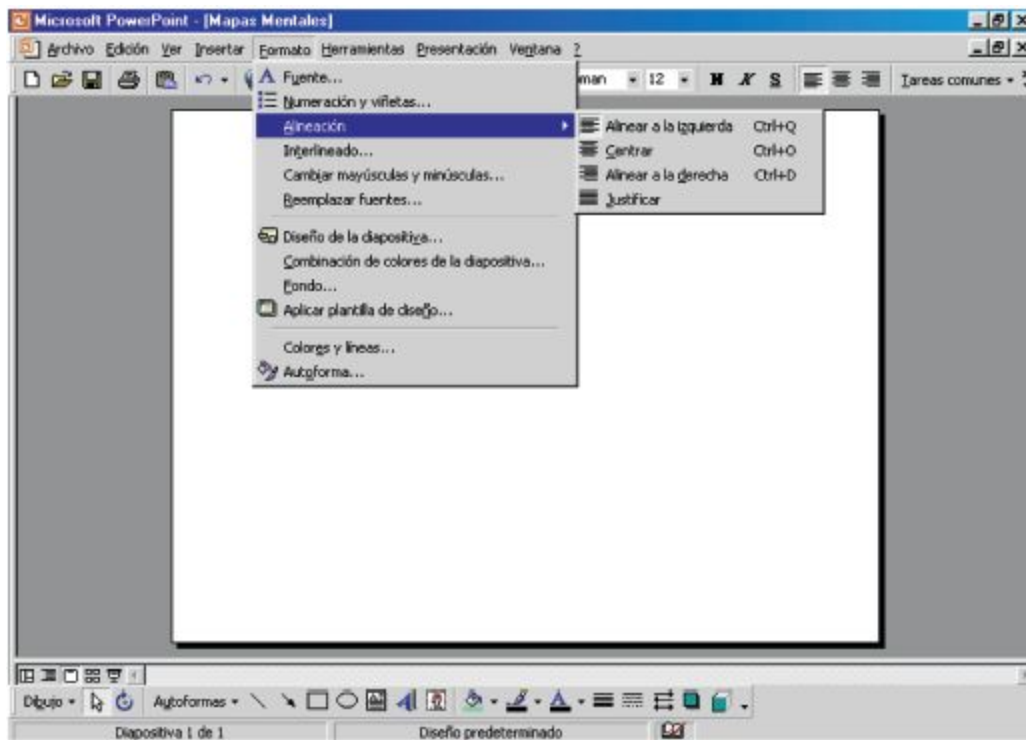 Microsoft PowerPoint - [Mapas Mentales]
Archivo Edición Ver Insertar Formato Herramientas Presentación Ventana ?
man 12 N K S Tareas comunes
Fuente...
Numeración y viñetas...
Alineación
Interlineado...
Cambiar mayúsculas y minúsculas...
Reemplazar fuentes...
Diseño de la diapositiva...
Combinación de colores de la diapositiva...
Fondo...
Aplicar plantilla de diseño...
Colores y líneas...
Autoforma...
Alinear a la izquierda Ctrl+Q
Centrar Ctrl+O
Alinear a la derecha Ctrl+D
Justificar
Dibujo Autoformas
Diapositiva 1 de 1 Diseño predeterminado